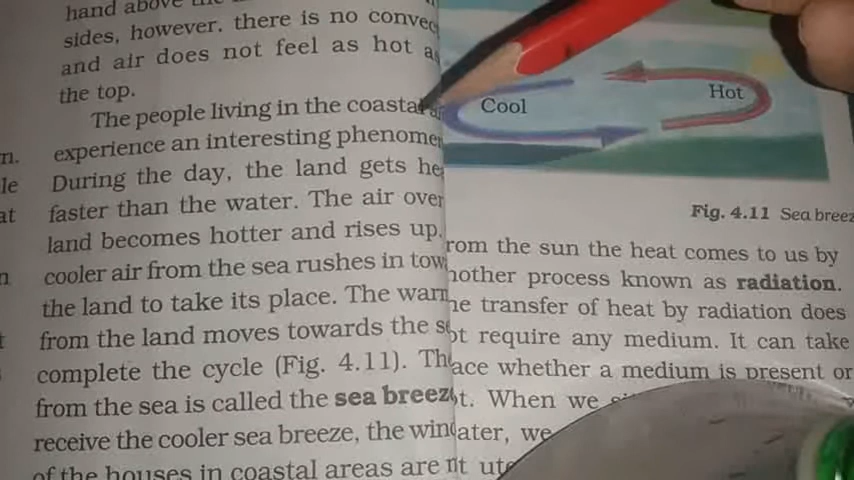 hand above the
sides, however, there is no convec
and air does not feel as hot a
the top.
The people living in the coasta
experience an interesting phenome
During the day, the land gets he
faster than the water. The air over
land becomes hotter and rises up.
cooler air from the sea rushes in tow
the land to take its place. The warm
from the land moves towards the s
complete the cycle (Fig. 4.11). Th
from the sea is called the sea breez
receive the cooler sea breeze, the win
of the houses in coastal areas are
n.
le
at
n
t
Cool
Hot
Fig. 4.11 Sea breez
rom the sun the heat comes to us by
nother process known as radiation.
he transfer of heat by radiation does
ot require any medium. It can take
ace whether a medium is present or
t. When we
ater, we